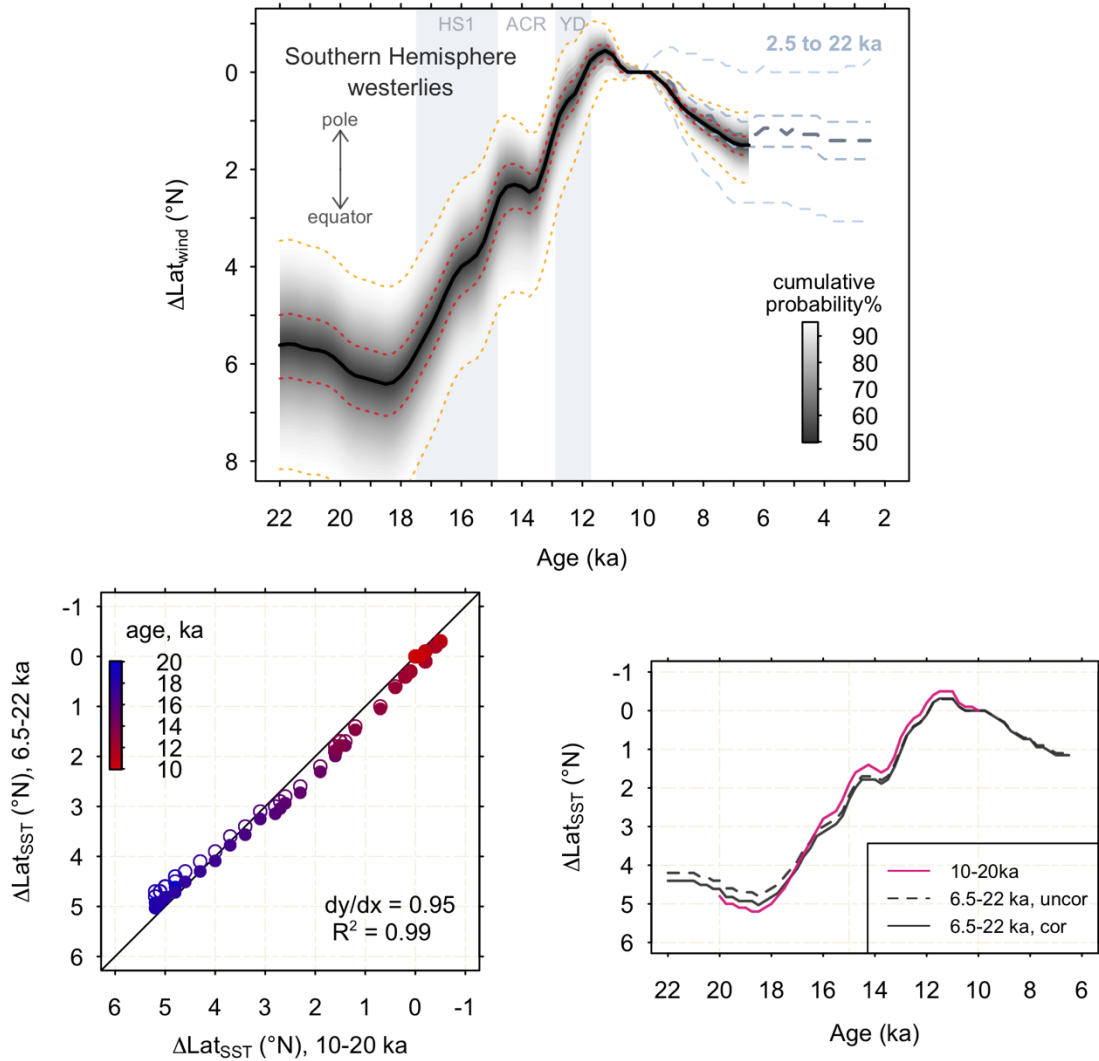 HS1 ACR YD
Southern Hemisphere
westerlies
2.5 to 22 ka
pole
equator
cumulative
probability%
90
80
70
60
50
0
2
4
6
8
ΔLat_wind (°N)
22 20 18 16 14 12 10 8 6 4 2
Age (ka)
-1
0
1
2
3
4
5
6
ΔLat_SST (°N), 6.5-22 ka
age, ka
20
18
16
14
12
10
dy/dx = 0.95
R² = 0.99
6 5 4 3 2 1 0 -1
ΔLat_SST (°N), 10-20 ka
-1
0
1
2
3
4
5
6
ΔLat_SST (°N)
10-20ka
6.5-22 ka, uncor
6.5-22 ka, cor
22 20 18 16 14 12 10 8 6
Age (ka)